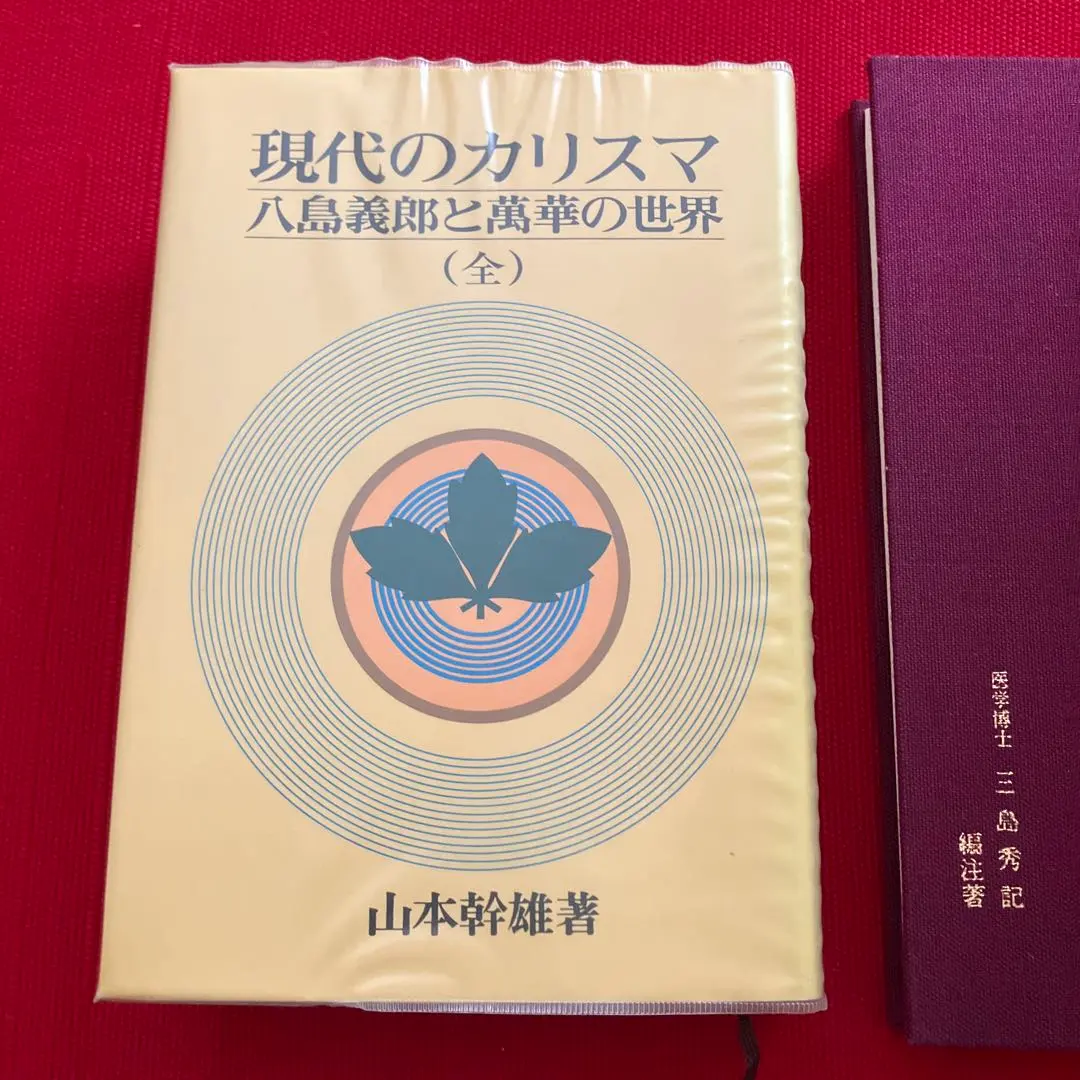 現代のカリスマ
八島義郎と萬華の世界
（全）
山本幹雄著
医学博士 三島秀記
編注著